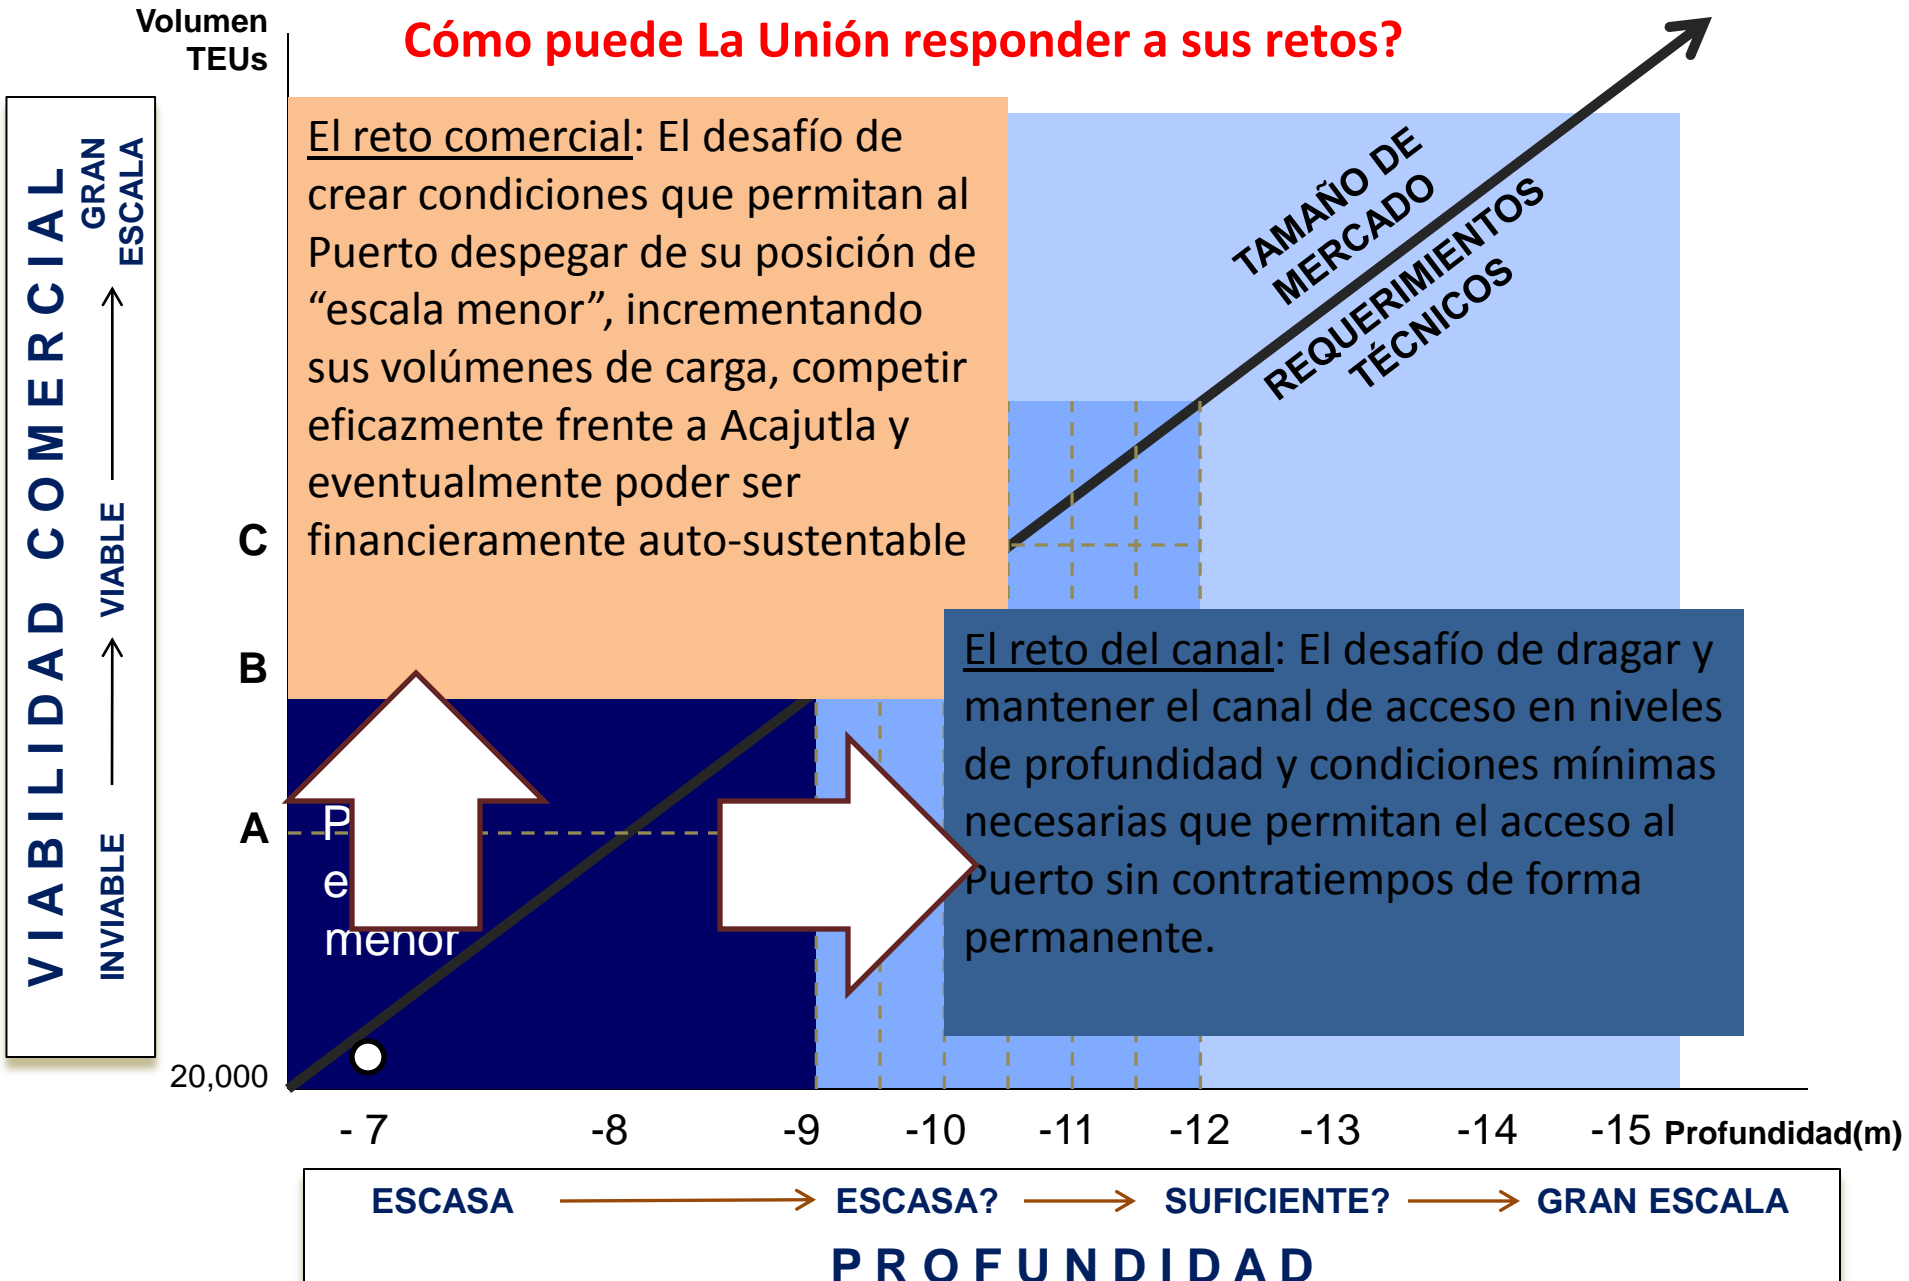 Volumen
TEUs
Cómo puede La Unión responder a sus retos?
VIABILIDAD COMERCIAL
GRAN
ESCALA
VIABLE
INVIABLE
El reto comercial: El desafío de
crear condiciones que permitan al
Puerto despegar de su posición de
“escala menor”, incrementando
sus volúmenes de carga, competir
eficazmente frente a Acajutla y
eventualmente poder ser
financieramente auto-sustentable
TAMAÑO DE
MERCADO
REQUERIMIENTOS
TÉCNICOS
C
B
A
El reto del canal: El desafío de dragar y
mantener el canal de acceso en niveles
de profundidad y condiciones mínimas
necesarias que permitan el acceso al
Puerto sin contratiempos de forma
permanente.
menor
20,000
- 7 -8 -9 -10 -11 -12 -13 -14 -15 Profundidad(m)
ESCASA ESCASA? SUFICIENTE? GRAN ESCALA
PROFUNDIDAD